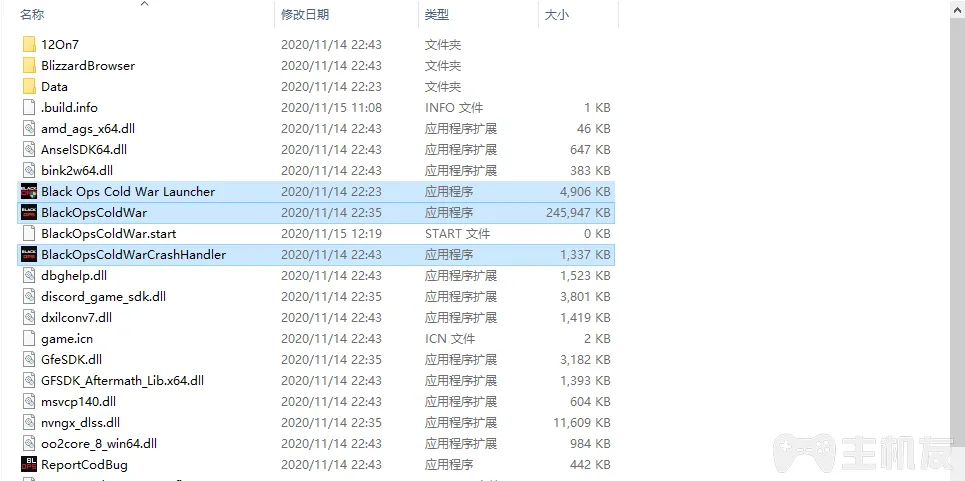 名称 修改日期 类型 大小
12On7 2020/11/14 22:43 文件夹
BlizzardBrowser 2020/11/14 22:43 文件夹
Data 2020/11/14 22:23 文件夹
.build.info 2020/11/15 11:08 INFO 文件 1 KB
amd_ags_x64.dll 2020/11/14 22:43 应用程序扩展 46 KB
AnselSDK64.dll 2020/11/14 22:43 应用程序扩展 647 KB
bink2w64.dll 2020/11/14 22:43 应用程序扩展 383 KB
Black Ops Cold War Launcher 2020/11/14 22:23 应用程序 4,906 KB
BlackOpsColdWar 2020/11/14 22:35 应用程序 245,947 KB
BlackOpsColdWar.start 2020/11/15 12:19 START 文件 0 KB
BlackOpsColdWarCrashHandler 2020/11/14 22:43 应用程序 1,337 KB
dbghelp.dll 2020/11/14 22:43 应用程序扩展 1,523 KB
discord_game_sdk.dll 2020/11/14 22:35 应用程序扩展 3,801 KB
dxilconv7.dll 2020/11/14 22:43 应用程序扩展 1,419 KB
game.icn 2020/11/14 22:43 ICN 文件 2 KB
GfeSDK.dll 2020/11/14 22:35 应用程序扩展 3,182 KB
GFSDK_Aftermath_Lib.x64.dll 2020/11/14 22:43 应用程序扩展 1,393 KB
msvcp140.dll 2020/11/14 22:43 应用程序扩展 604 KB
nvngx_dlss.dll 2020/11/14 22:35 应用程序扩展 11,609 KB
oo2core_8_win64.dll 2020/11/14 22:43 应用程序扩展 984 KB
ReportCodBug 2020/11/14 22:43 应用程序 442 KB
主机友